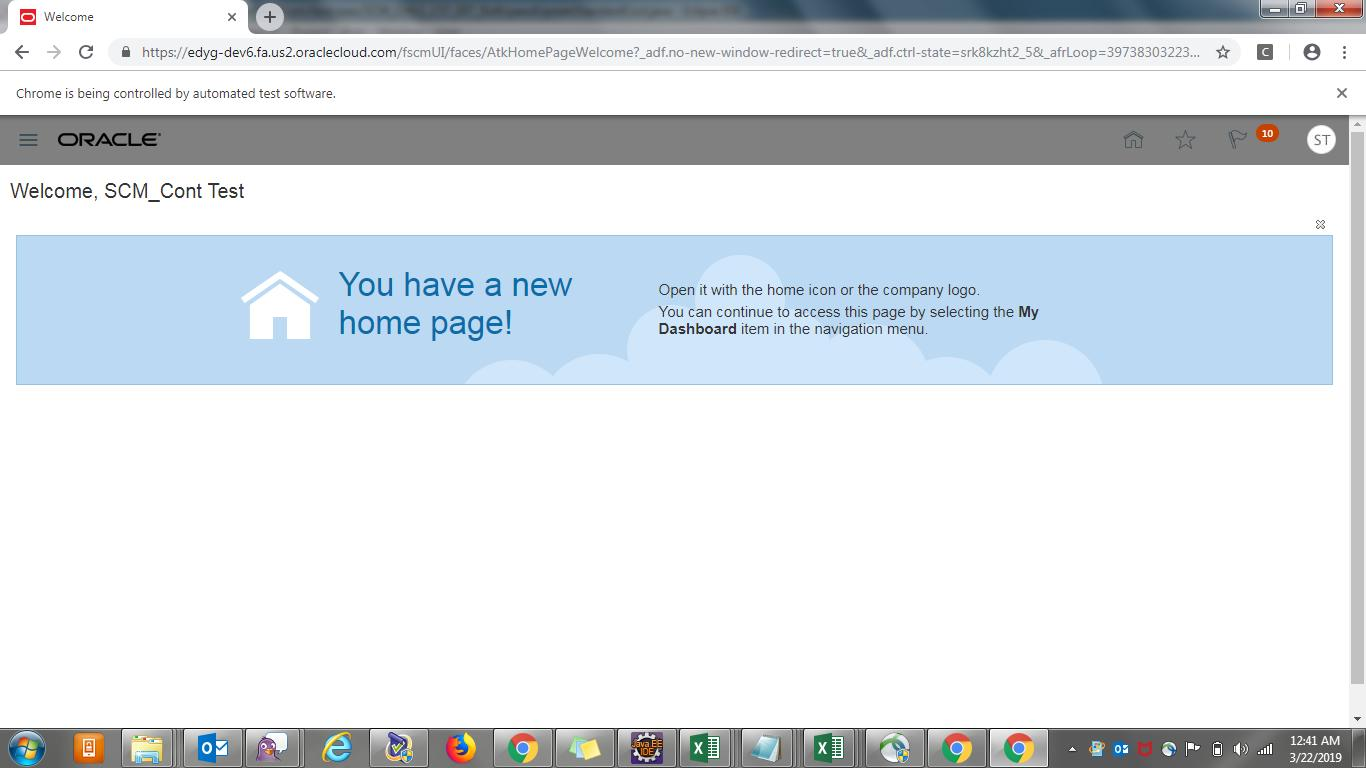 Welcome
https://edyg-dev6.fa.us2.oraclecloud.com/fscmUI/faces/AtkHomePageWelcome?_adf.no-new-window-redirect=true&_adf.ctrl-state=srk8kzht2_5&_afrLoop=39738303223...
C
Chrome is being controlled by automated test software.
ORACLE
10
ST
Welcome, SCM_Cont Test
You have a new
home page!
Open it with the home icon or the company logo.
You can continue to access this page by selecting the My
Dashboard item in the navigation menu.
Java EE
IDE
12:41 AM
3/22/2019